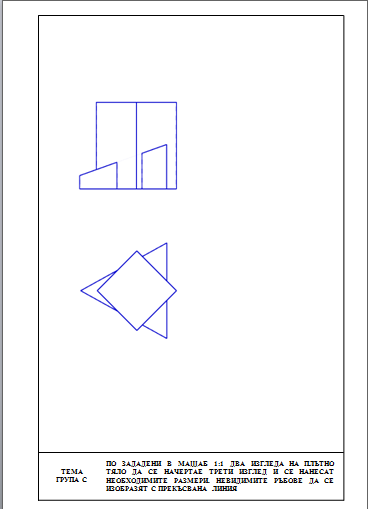 ТЕМА
ГРУПА С
ПО ЗАДАДЕНИ В МАЩАБ 1:1 ДВА ИЗГЛЕДА НА ПЛЪТНО
ТЯЛО ДА СЕ НАЧЕРТАЕ ТРЕТИ ИЗГЛЕД И СЕ НАНЕСАТ
НЕОБХОДИМИТЕ РАЗМЕРИ. НЕВИДИМИТЕ РЪБОВЕ ДА СЕ
ИЗОБРАЗЯТ С ПРЕКЪСВАНА ЛИНИЯ